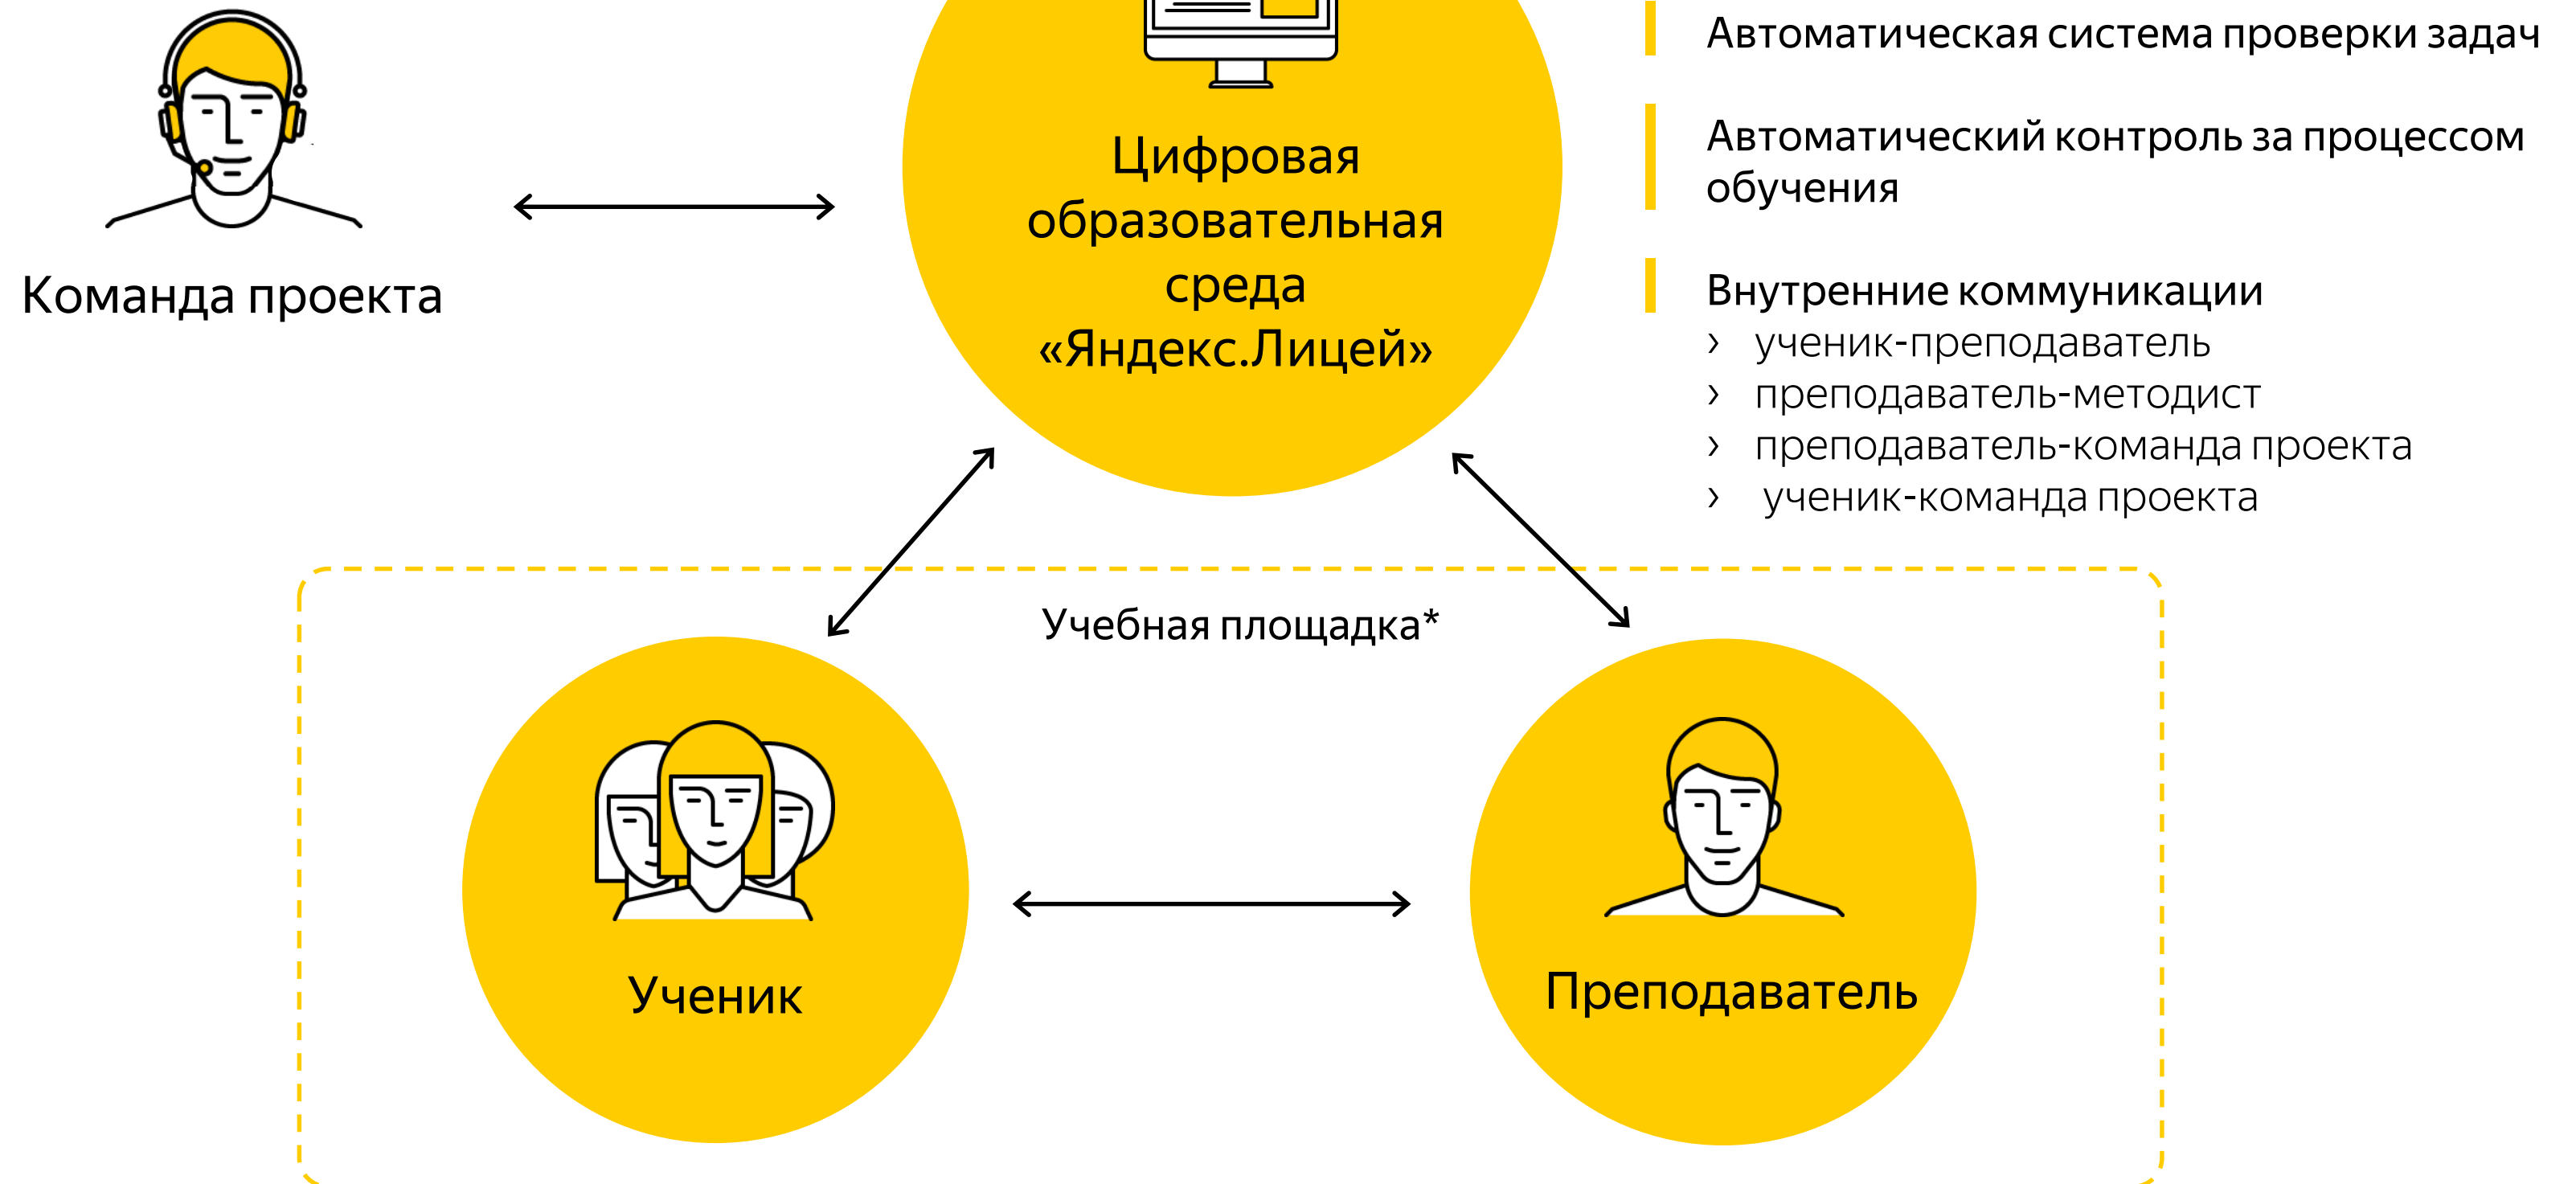 Команда проекта
Цифровая
образовательная
среда
«Яндекс.Лицей»
Автоматическая система проверки задач
Автоматический контроль за процессом
обучения
Внутренние коммуникации
› ученик-преподаватель
› преподаватель-методист
› преподаватель-команда проекта
› ученик-команда проекта
Учебная площадка*
Ученик
Преподаватель